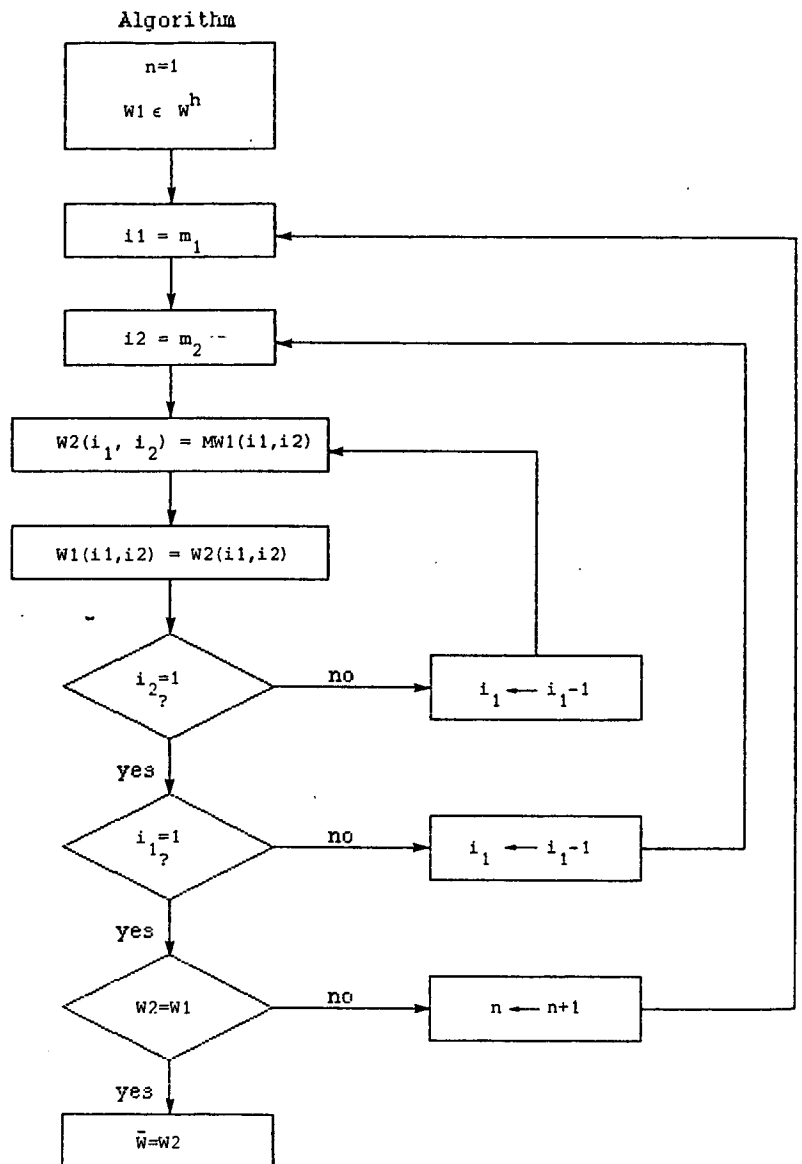 Algorithm
n=1
W1 ϵ W^h
i1 = m_1
i2 = m_2
W2(i_1, i_2) = MW1(i1,i2)
W1(i1,i2) = W2(i1,i2)
i_2=1
?
no
i_1 ← i_1-1
yes
i_1=1
?
no
i_1 ← i_1-1
yes
W2=W1
no
n ← n+1
yes
W̄=W2